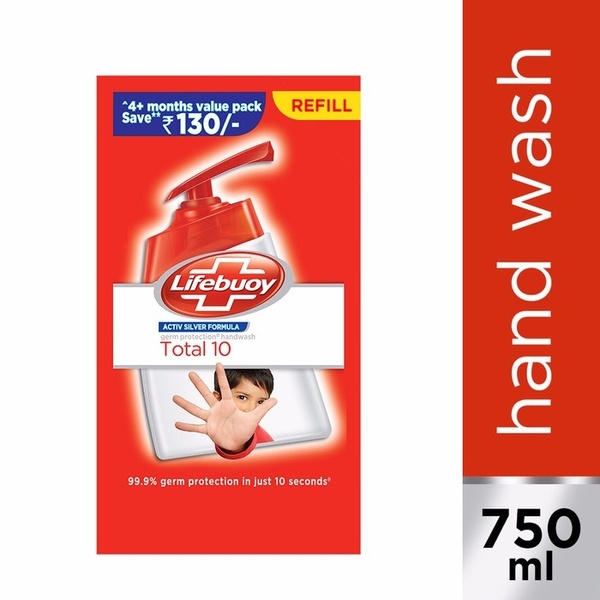 ^4+ months value pack
Save** ₹130/-
REFILL
Lifebuoy
ACTIV SILVER FORMULA
germ protection° handwash
Total 10
99.9% germ protection in just 10 seconds°
hand wash
750
ml